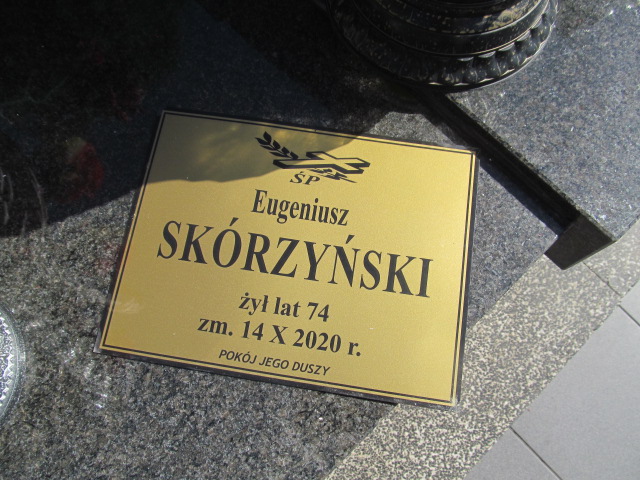 ŚP
Eugeniusz
SKÓRZYŃSKI
żył lat 74
zm. 14 X 2020 r.
POKÓJ JEGO DUSZY